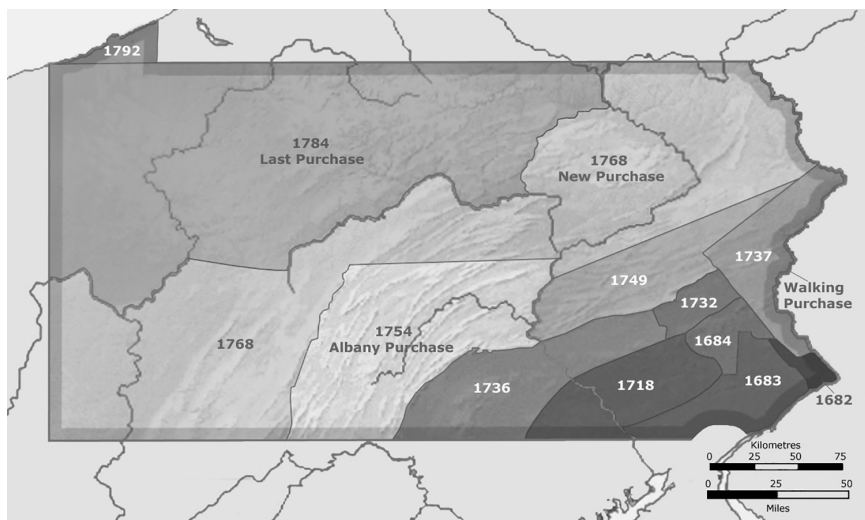 1792
1784
Last Purchase
1768
New Purchase
1737
Walking
Purchase
1749
1732
1754
Albany Purchase
1768
1684
1736
1718
1683
1682
Kilometres
0 25 50 75
0 25 50
Miles